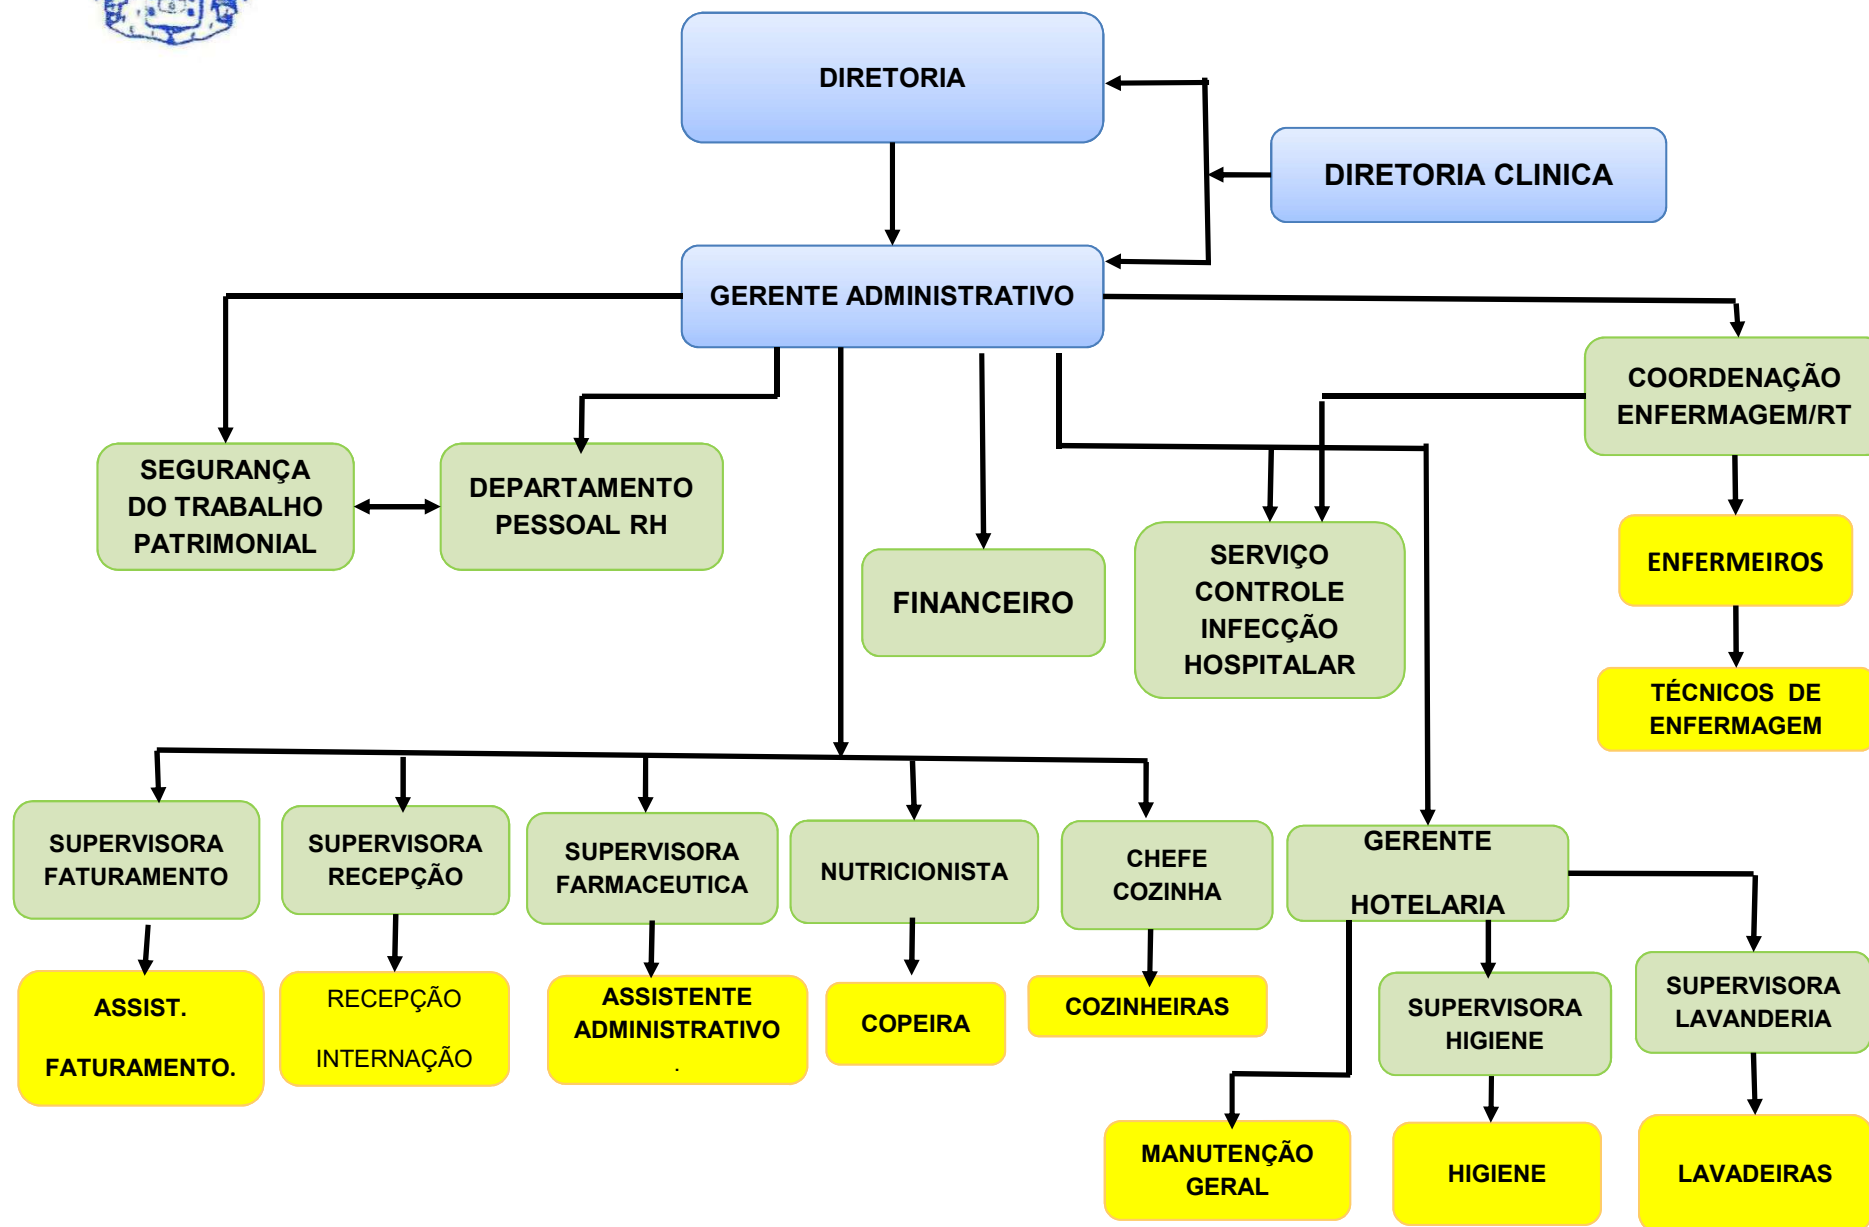 DIRETORIA
DIRETORIA CLINICA
GERENTE ADMINISTRATIVO
COORDENAÇÃO
ENFERMAGEM/RT
SEGURANÇA
DO TRABALHO
PATRIMONIAL
DEPARTAMENTO
PESSOAL RH
FINANCEIRO
SERVIÇO
CONTROLE
INFECÇÃO
HOSPITALAR
ENFERMEIROS
TÉCNICOS DE
ENFERMAGEM
SUPERVISORA
FATURAMENTO
SUPERVISORA
RECEPÇÃO
SUPERVISORA
FARMACEUTICA
NUTRICIONISTA
CHEFE
COZINHA
GERENTE
HOTELARIA
ASSIST.
FATURAMENTO.
RECEPÇÃO
INTERNAÇÃO
ASSISTENTE
ADMINISTRATIVO
.
COPEIRA
COZINHEIRAS
SUPERVISORA
HIGIENE
SUPERVISORA
LAVANDERIA
MANUTENÇÃO
GERAL
HIGIENE
LAVADEIRAS